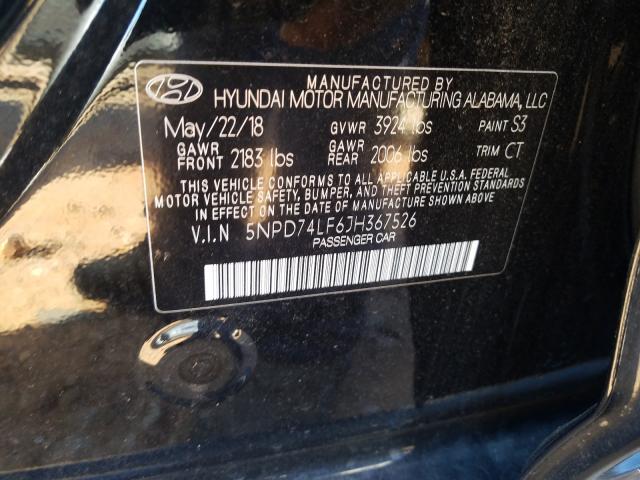 MANUFACTURED BY
HYUNDAI MOTOR MANUFACTURING ALABAMA, LLC
May/22/18 GVWR 3924 lbs PAINT S3
GAWR FRONT 2183 lbs GAWR REAR 2006 lbs TRIM CT
THIS VEHICLE CONFORMS TO ALL APPLICABLE U.S.A. FEDERAL
MOTOR VEHICLE SAFETY, BUMPER, AND THEFT PREVENTION STANDARDS
IN EFFECT ON THE DATE OF MANUFACTURE SHOWN ABOVE.
V.I.N 5NPD74LF6JH367526
PASSENGER CAR